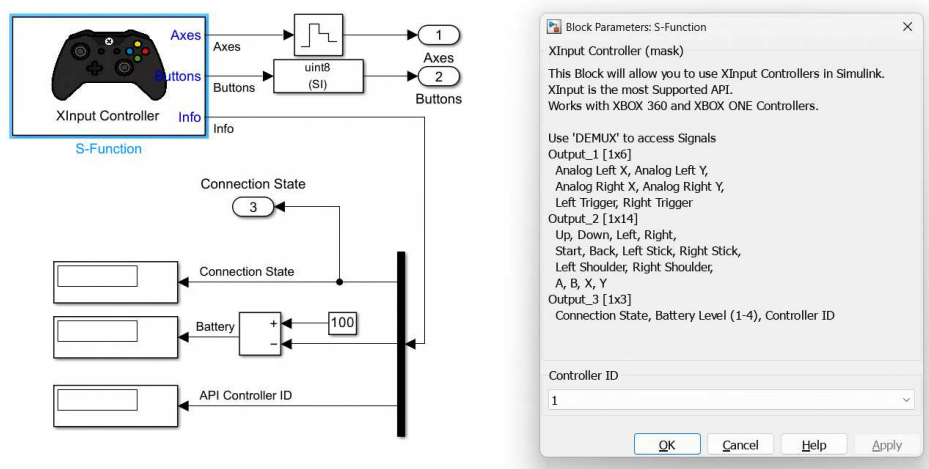 Axes
Buttons
XInput Controller
Info
S-Function
Axes
Buttons
Info
uint8
(SI)
1
Axes
2
Buttons
Connection State
3
Connection State
Battery
+
−
100
API Controller ID
Block Parameters: S-Function
XInput Controller (mask)
This Block will allow you to use XInput Controllers in Simulink.
XInput is the most Supported API.
Works with XBOX 360 and XBOX ONE Controllers.
Use 'DEMUX' to access Signals
Output_1 [1x6]
Analog Left X, Analog Left Y,
Analog Right X, Analog Right Y,
Left Trigger, Right Trigger
Output_2 [1x14]
Up, Down, Left, Right,
Start, Back, Left Stick, Right Stick,
Left Shoulder, Right Shoulder,
A, B, X, Y
Output_3 [1x3]
Connection State, Battery Level (1-4), Controller ID
Controller ID
1
OK
Cancel
Help
Apply